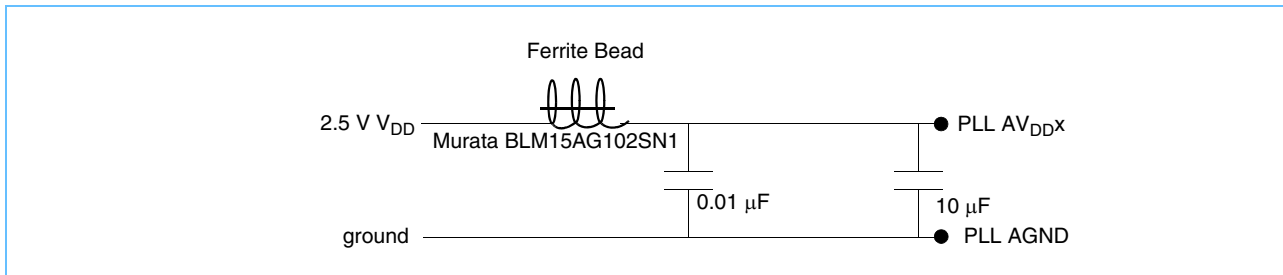 Ferrite Bead
2.5 V VDD
PLL AVDDx
Murata BLM15AG102SN1
0.01 μF
10 μF
ground
PLL AGND